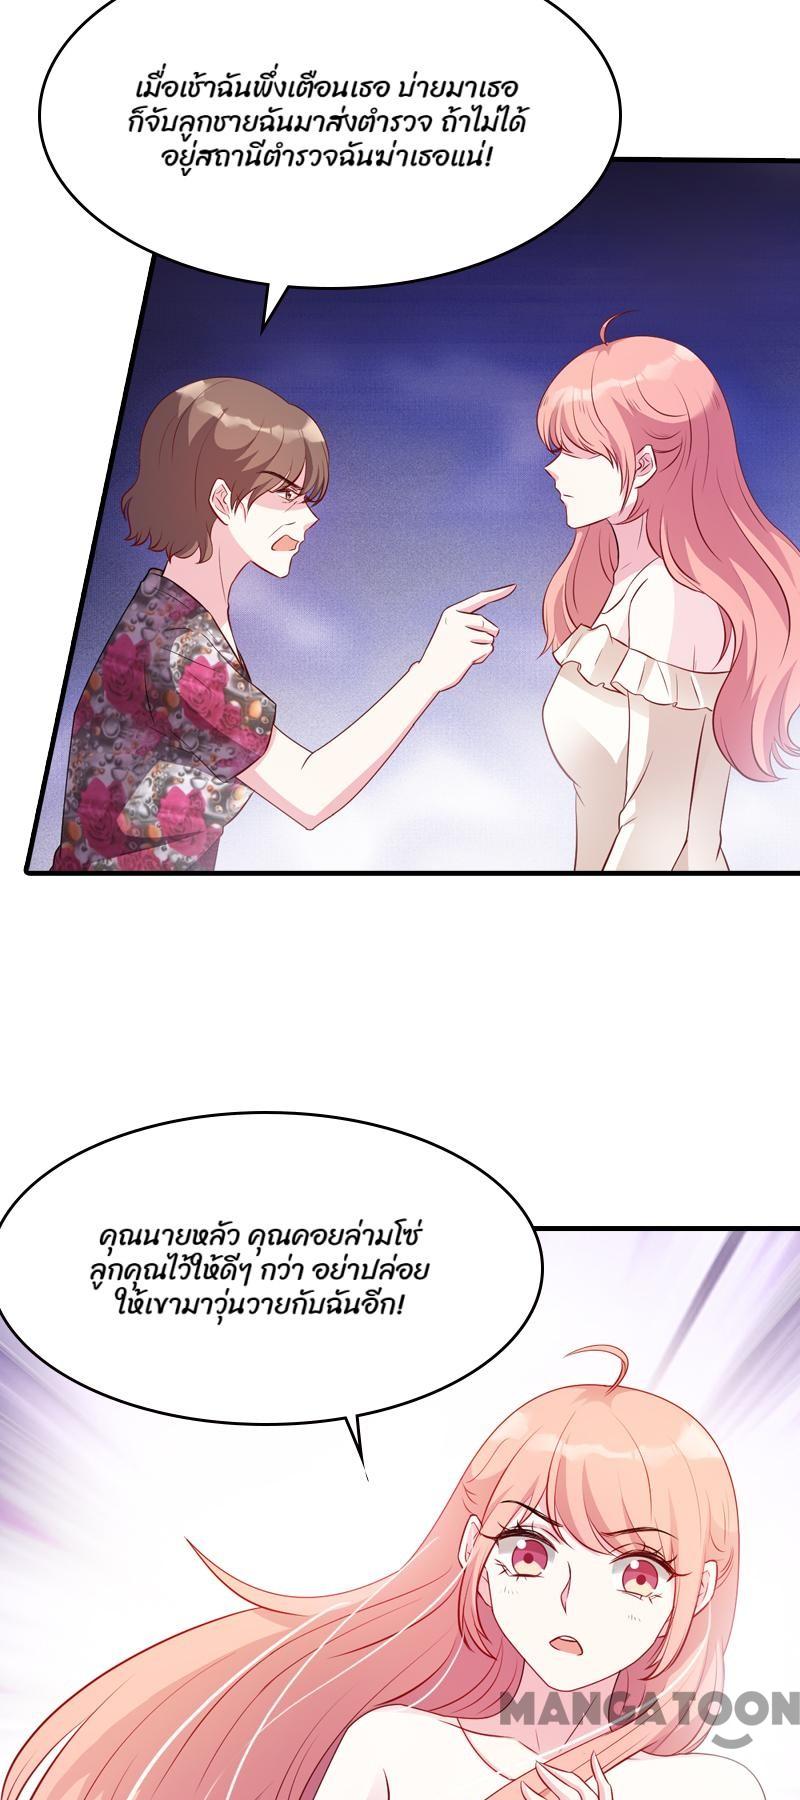 เมื่อเช้าฉันพึ่งเตือนเธอ บ่ายมาเธอ
ก็จับลูกชายฉันมาส่งตำรวจ ถ้าไม่ได้
อยู่สถานีตำรวจฉันฆ่าเธอแน่!
คุณนายหลัว คุณคอยล่ามโซ่
ลูกคุณไว้ให้ดีๆ กว่า อย่าปล่อย
ให้เขามาวุ่นวายกับฉันอีก!
MANGATOON